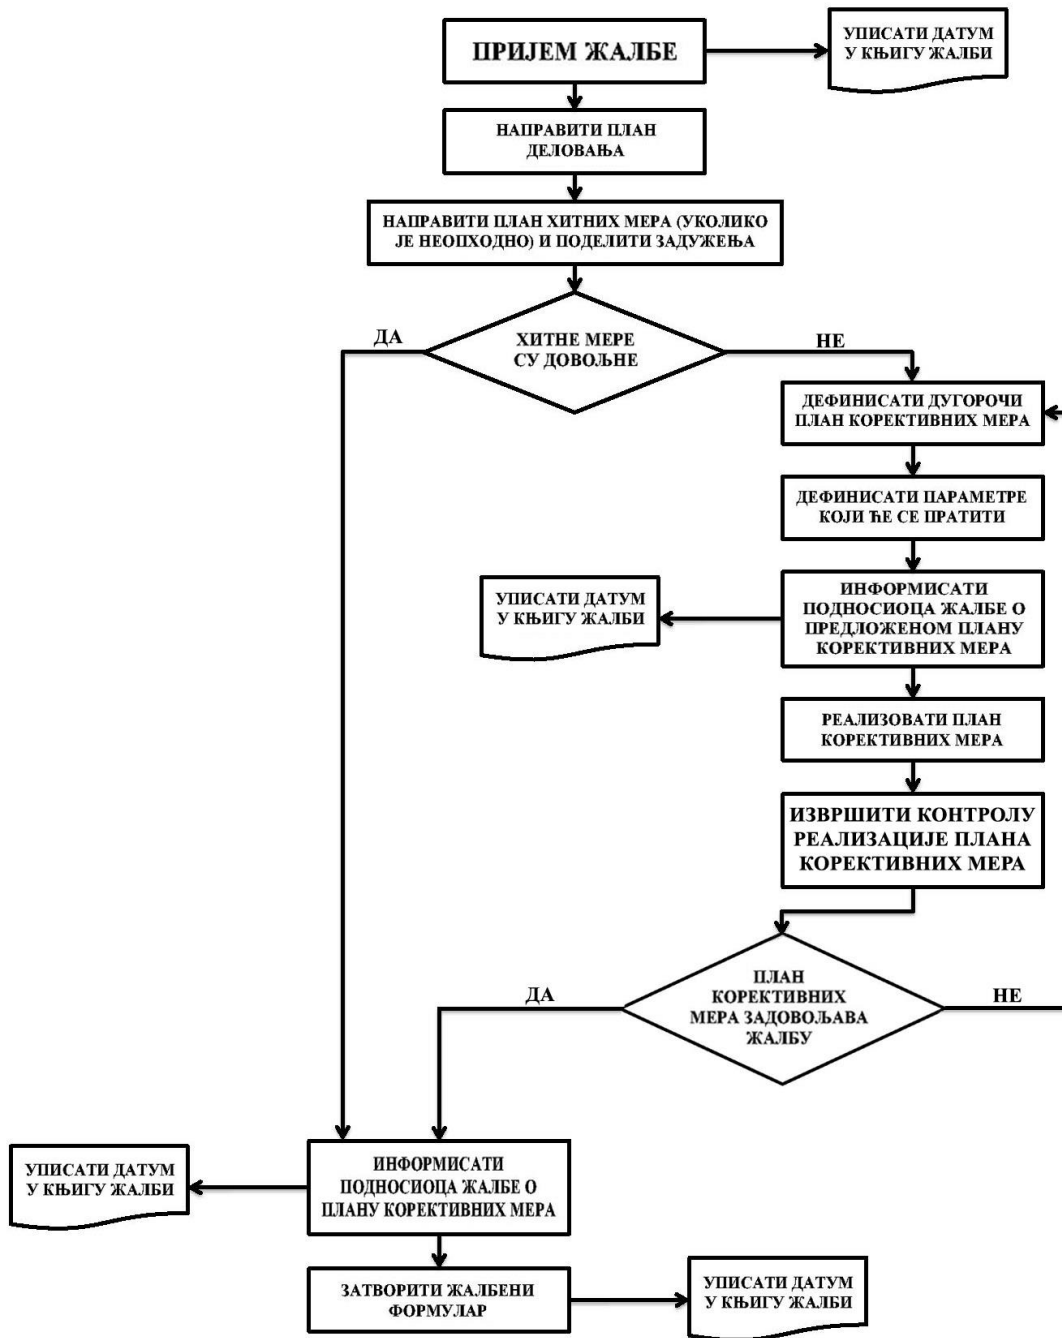 ПРИЈЕМ ЖАЛБЕ
УПИСАТИ ДАТУМ
У КЊИГУ ЖАЛБИ
НАПРАВИТИ ПЛАН
ДЕЛОВАЊА
НАПРАВИТИ ПЛАН ХИТНИХ МЕРА (УКОЛИКО
ЈЕ НЕОПХОДНО) И ПОДЕЛИТИ ЗАДУЖЕЊА
ДА
ХИТНЕ МЕРЕ
СУ ДОВОЉНЕ
НЕ
ДЕФИНИСАТИ ДУГОРОЧИ
ПЛАН КОРЕКТИВНИХ МЕРА
ДЕФИНИСАТИ ПАРАМЕТРЕ
КОЈИ ЋЕ СЕ ПРАТИТИ
ИНФОРМИСАТИ
ПОДНОСИОЦА ЖАЛБЕ О
ПРЕДЛОЖЕНОМ ПЛАНУ
КОРЕКТИВНИХ МЕРА
УПИСАТИ ДАТУМ
У КЊИГУ ЖАЛБИ
РЕАЛИЗОВАТИ ПЛАН
КОРЕКТИВНИХ МЕРА
ИЗВРШИТИ КОНТРОЛУ
РЕАЛИЗАЦИЈЕ ПЛАНА
КОРЕКТИВНИХ МЕРА
ДА
ПЛАН
КОРЕКТИВНИХ
МЕРА ЗАДОВОЉАВА
ЖАЛБУ
НЕ
УПИСАТИ ДАТУМ
У КЊИГУ ЖАЛБИ
ИНФОРМИСАТИ
ПОДНОСИОЦА ЖАЛБЕ О
ПЛАНУ КОРЕКТИВНИХ МЕРА
ЗАТВОРИТИ ЖАЛБЕНИ
ФОРМУЛАР
УПИСАТИ ДАТУМ
У КЊИГУ ЖАЛБИ